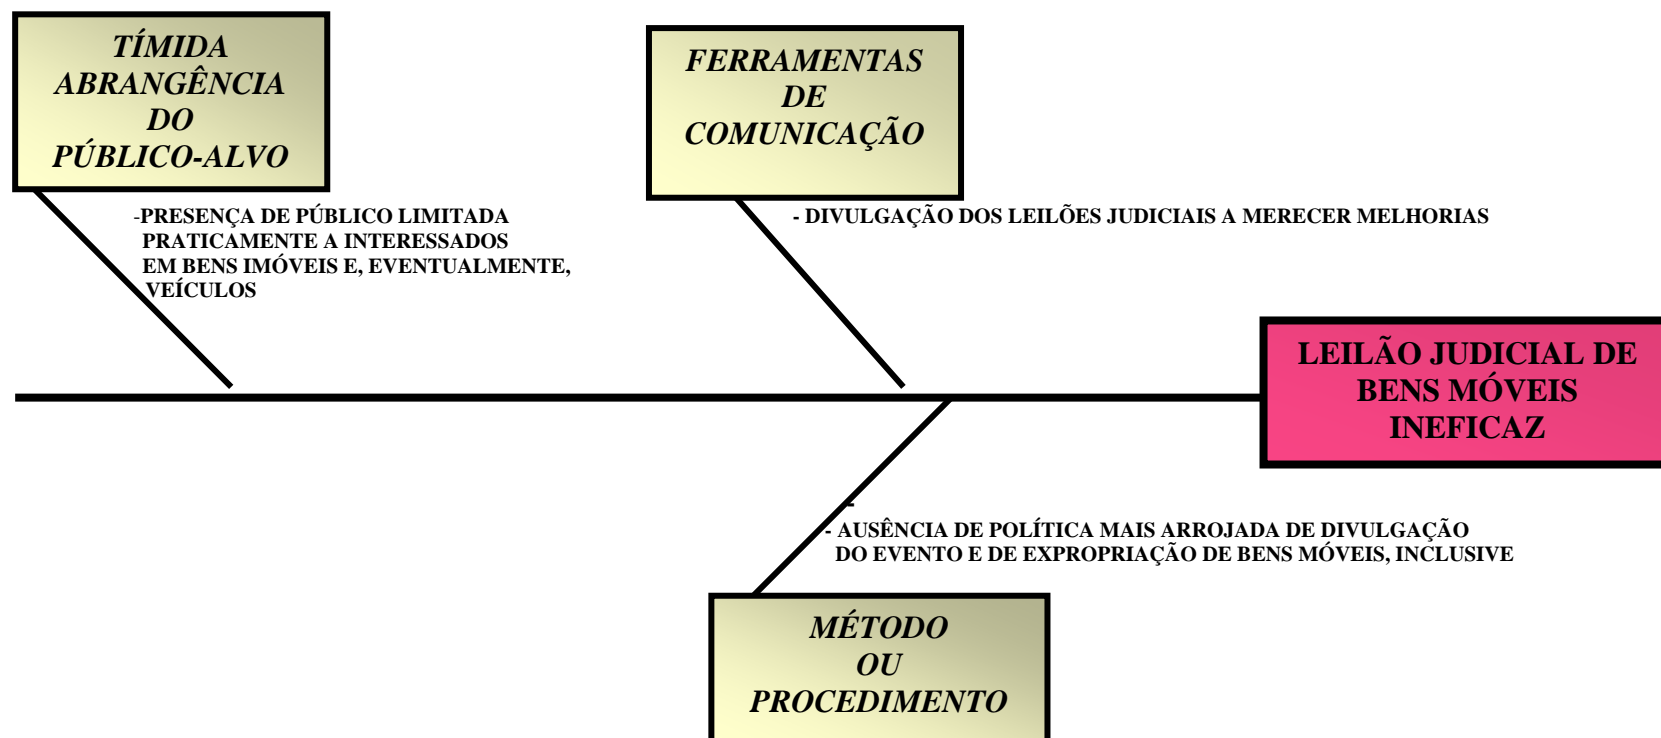 TÍMIDA
ABRANGÊNCIA
DO
PÚBLICO-ALVO
FERRAMENTAS
DE
COMUNICAÇÃO
-PRESENÇA DE PÚBLICO LIMITADA
PRATICAMENTE A INTERESSADOS
EM BENS IMÓVEIS E, EVENTUALMENTE,
VEÍCULOS
- DIVULGAÇÃO DOS LEILÕES JUDICIAIS A MERECER MELHORIAS
LEILÃO JUDICIAL DE
BENS MÓVEIS
INEFICAZ
-
- AUSÊNCIA DE POLÍTICA MAIS ARROJADA DE DIVULGAÇÃO
DO EVENTO E DE EXPROPRIAÇÃO DE BENS MÓVEIS, INCLUSIVE
MÉTODO
OU
PROCEDIMENTO